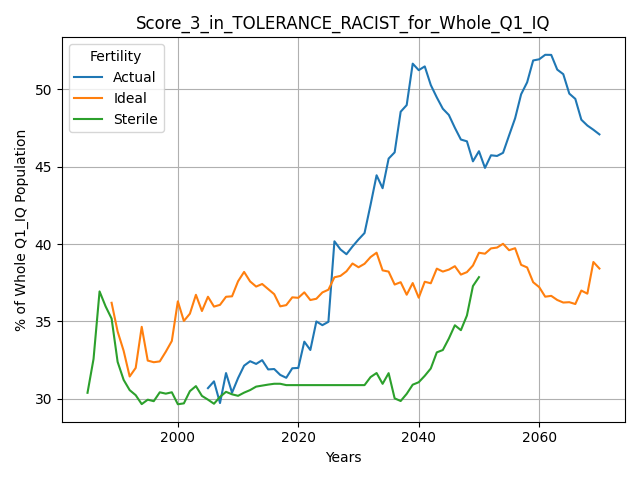 Score_3_in_TOLERANCE_RACIST_for_Whole_Q1_IQ
Fertility
Actual
Ideal
Sterile
% of Whole Q1_IQ Population
50
45
40
35
30
2000
2020
2040
2060
Years